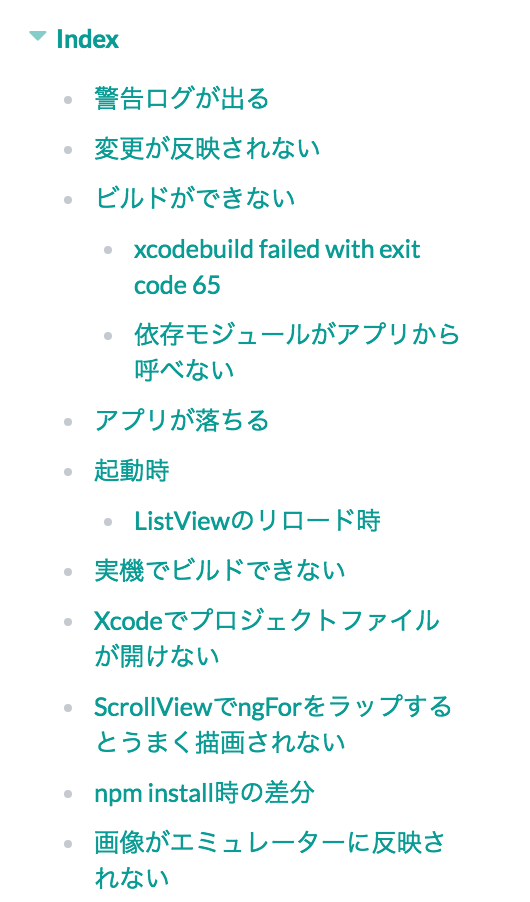 Index
警告ログが出る
変更が反映されない
ビルドができない
xcodebuild failed with exit
code 65
依存モジュールがアプリから
呼べない
アプリが落ちる
起動時
ListViewのリロード時
実機でビルドできない
Xcodeでプロジェクトファイル
が開けない
ScrollViewでngForをラップする
とうまく描画されない
npm install時の差分
画像がエミュレーターに反映さ
れない